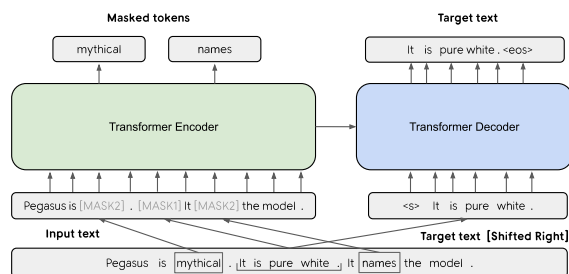 Masked tokens
Target text
mythical
names
It is pure white . <eos>
Transformer Encoder
Transformer Decoder
Pegasus is [MASK2] . [MASK1] It [MASK2] the model .
<s> It is pure white .
Input text
Target text [Shifted Right]
Pegasus is mythical . It is pure white . It names the model .